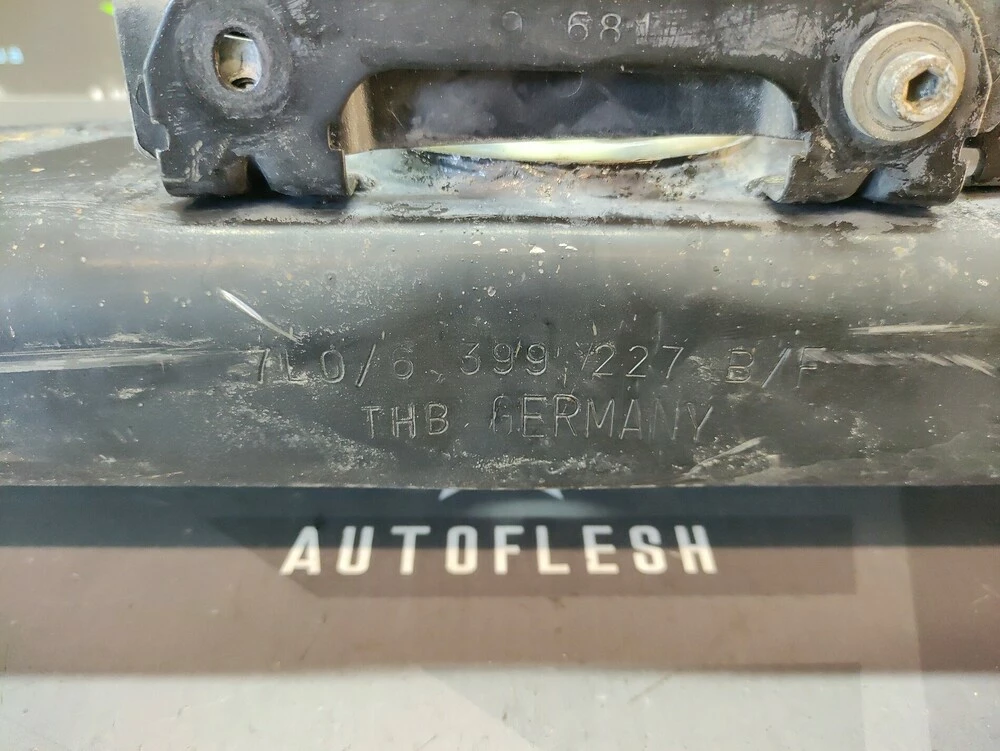 681
7L0/6 399 227 B/F
THB GERMANY
AUTOFLESH